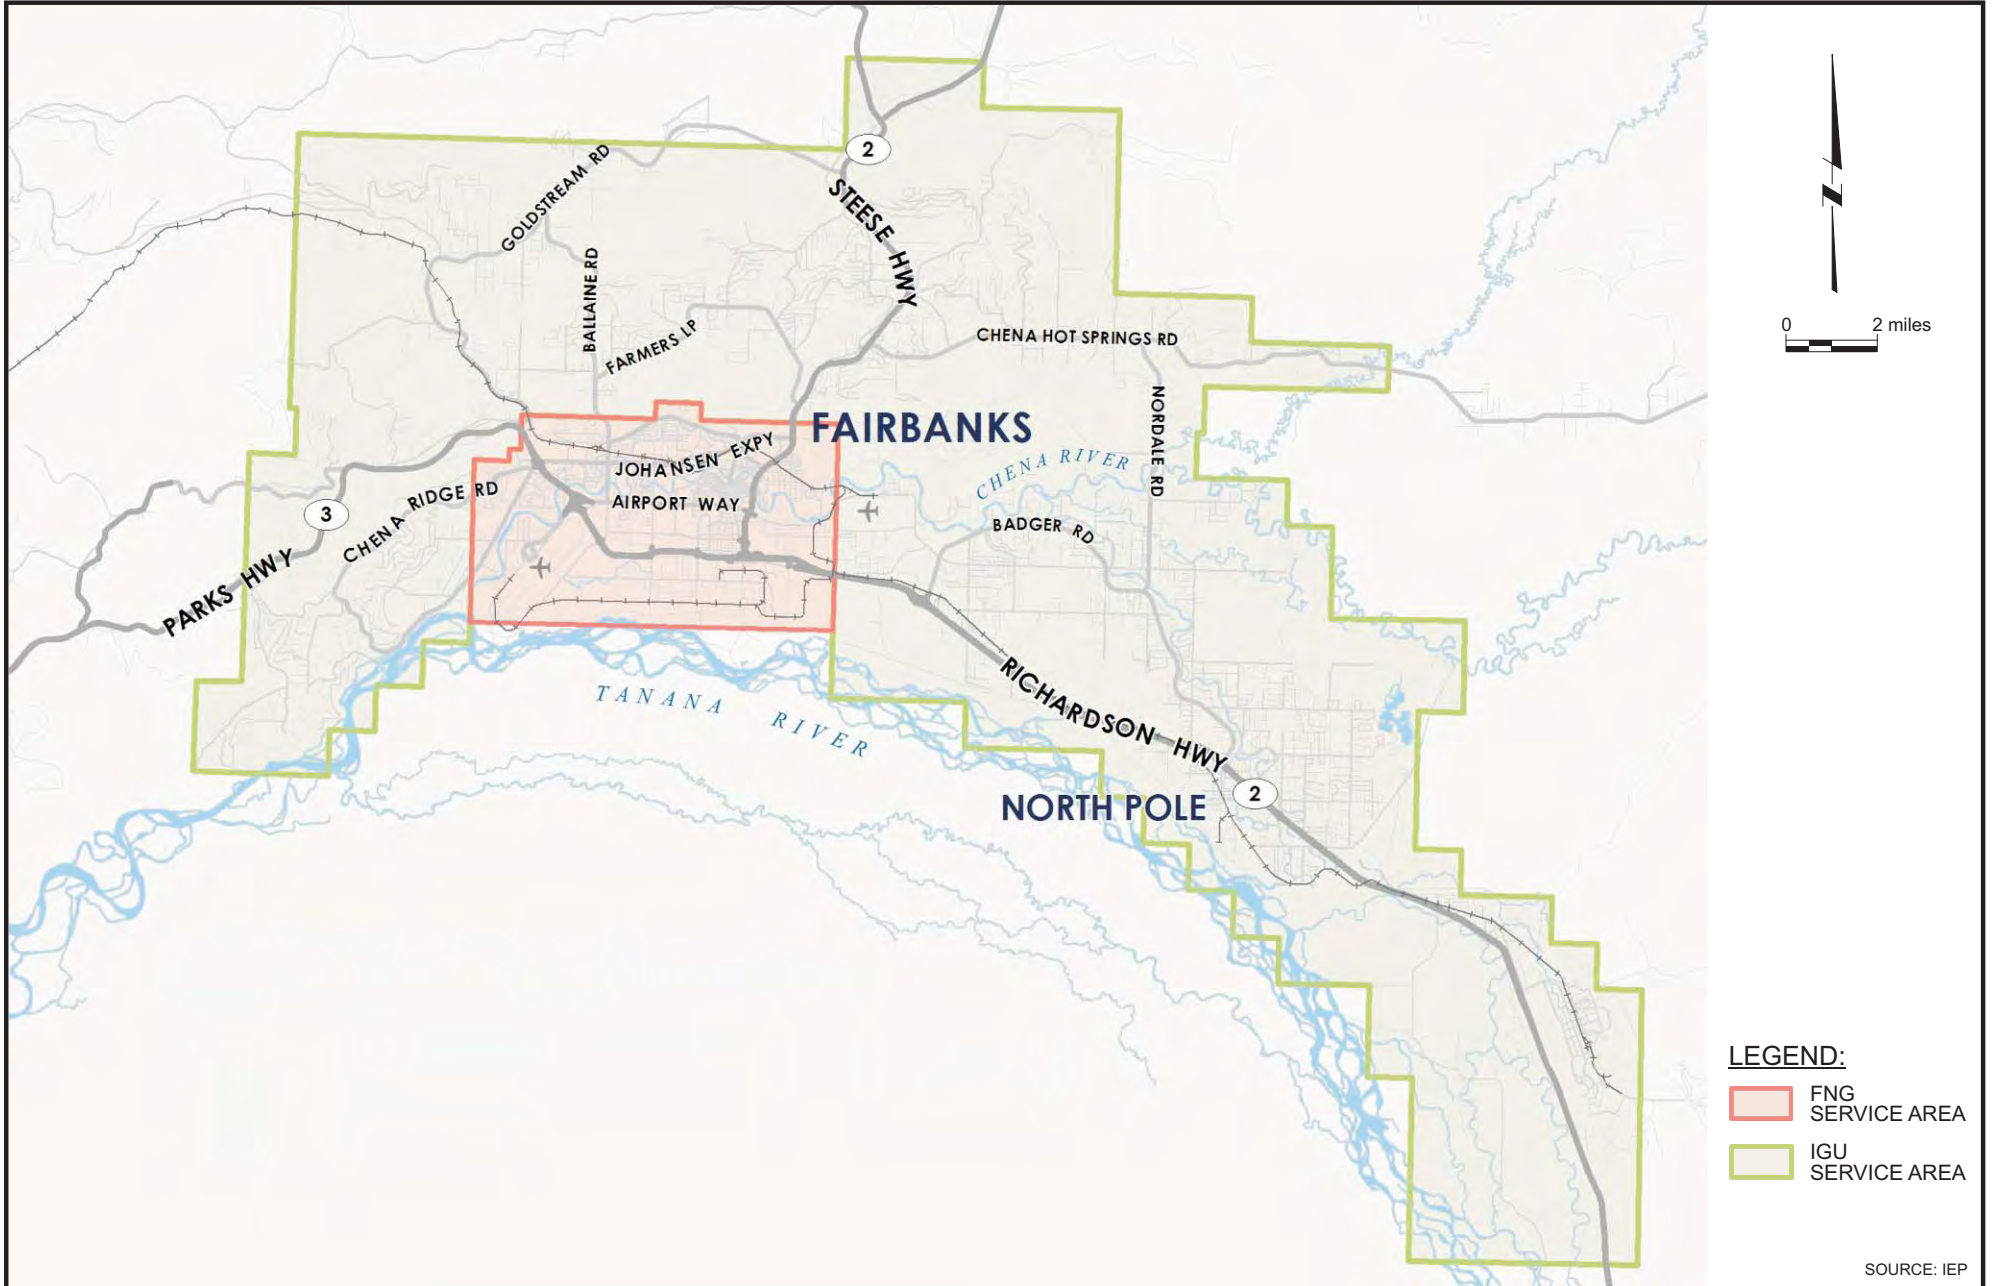 2
GOLDSTREAM RD
STEESE HWY
BALLAINE RD
FARMERS LP
CHENA HOT SPRINGS RD
NORDALE RD
FAIRBANKS
JOHANSEN EXPY
CHENA RIVER
AIRPORT WAY
CHENA RIDGE RD
3
BADGER RD
PARKS HWY
TANANA RIVER
RICHARDSON HWY
2
NORTH POLE
N
0 2 miles
LEGEND:
FNG
SERVICE AREA
IGU
SERVICE AREA
SOURCE: IEP